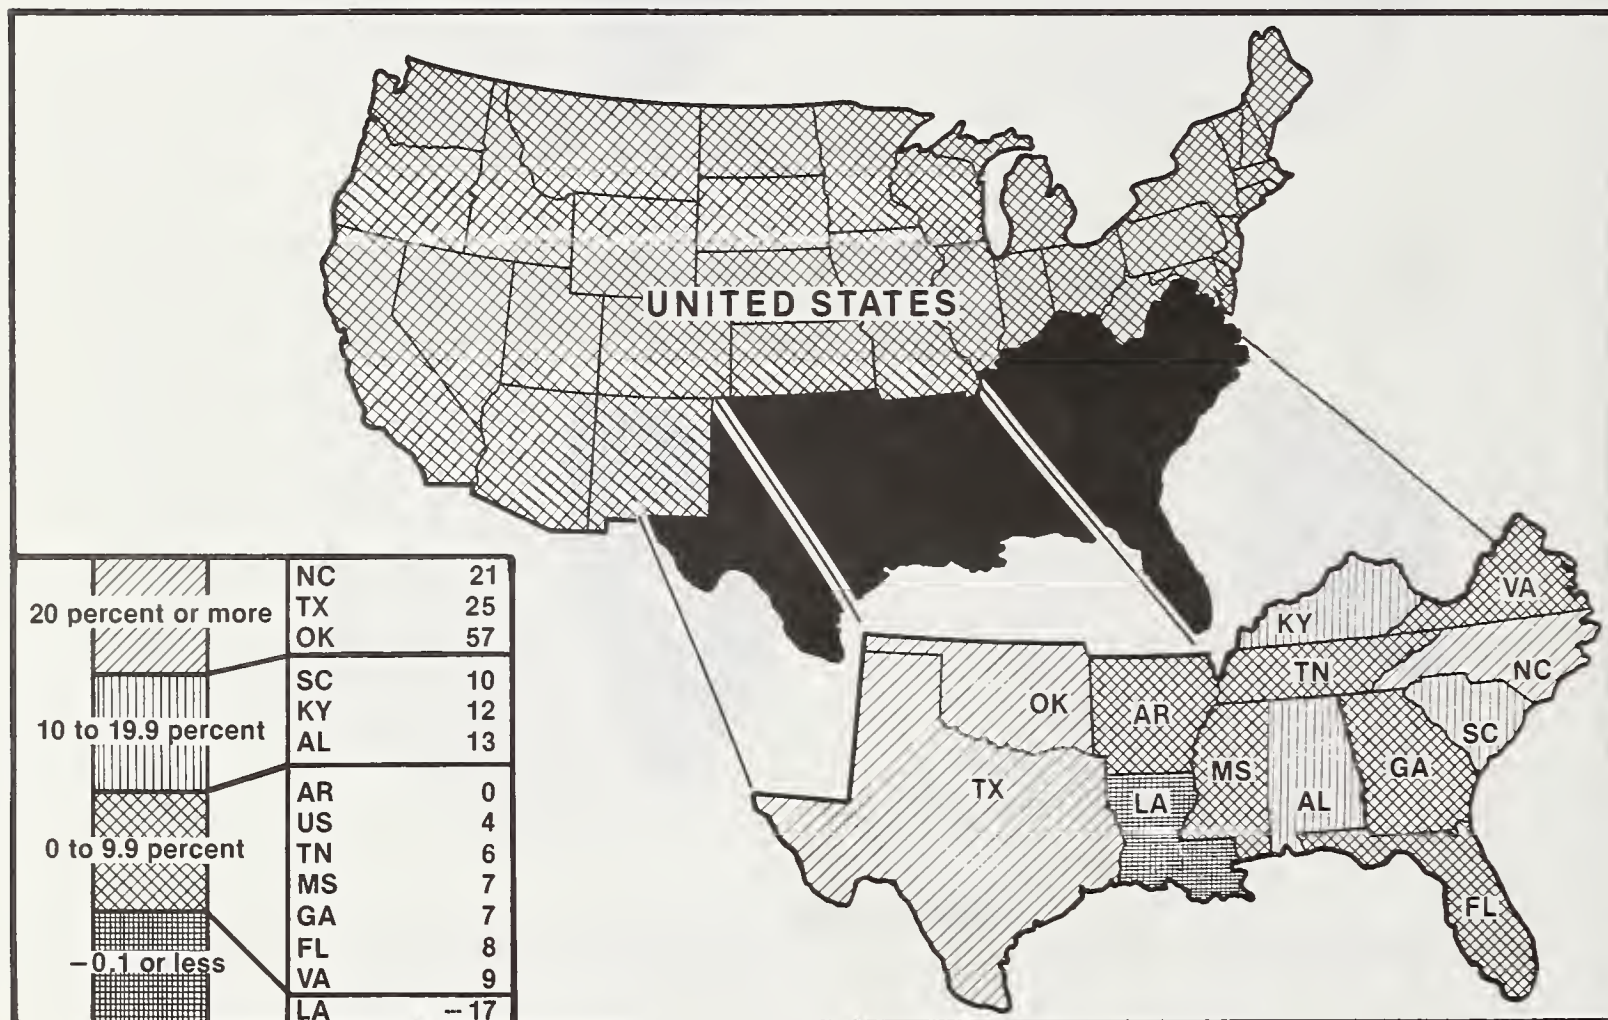 UNITED STATES
20 percent or more
NC 21
TX 25
OK 57
10 to 19.9 percent
SC 10
KY 12
AL 13
0 to 9.9 percent
AR 0
US 4
TN 6
MS 7
GA 7
FL 8
VA 9
−0.1 or less
LA −17
VA
KY
TN
NC
OK
AR
SC
MS
GA
TX
LA
AL
FL